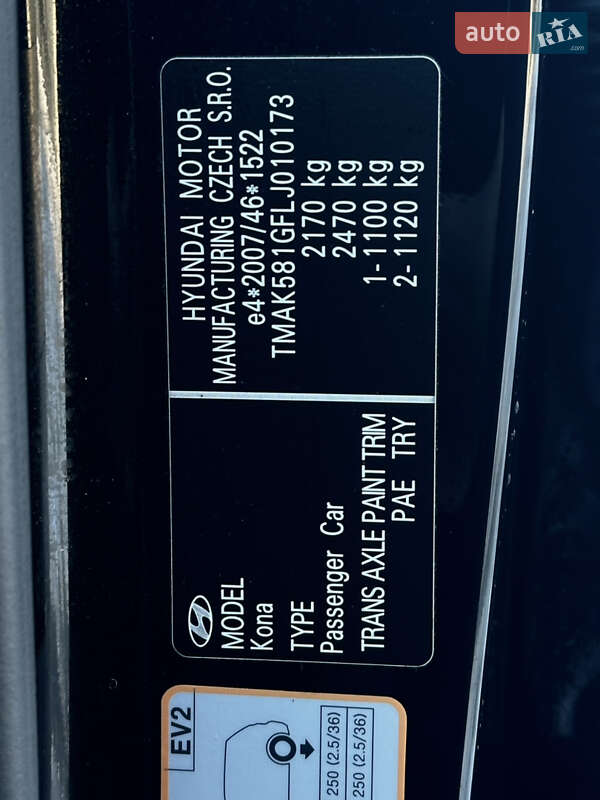 auto RIA.com
MODEL
Kona
TYPE
Passenger Car
TRANS AXLE PAINT TRIM
PAE TRY
HYUNDAI MOTOR
MANUFACTURING CZECH S.R.O.
e4*2007/46*1522
TMAK581GFLJ010173
2170 kg
2470 kg
1-1100 kg
2-1120 kg
EV2
250 (2.5/36)
250 (2.5/36)